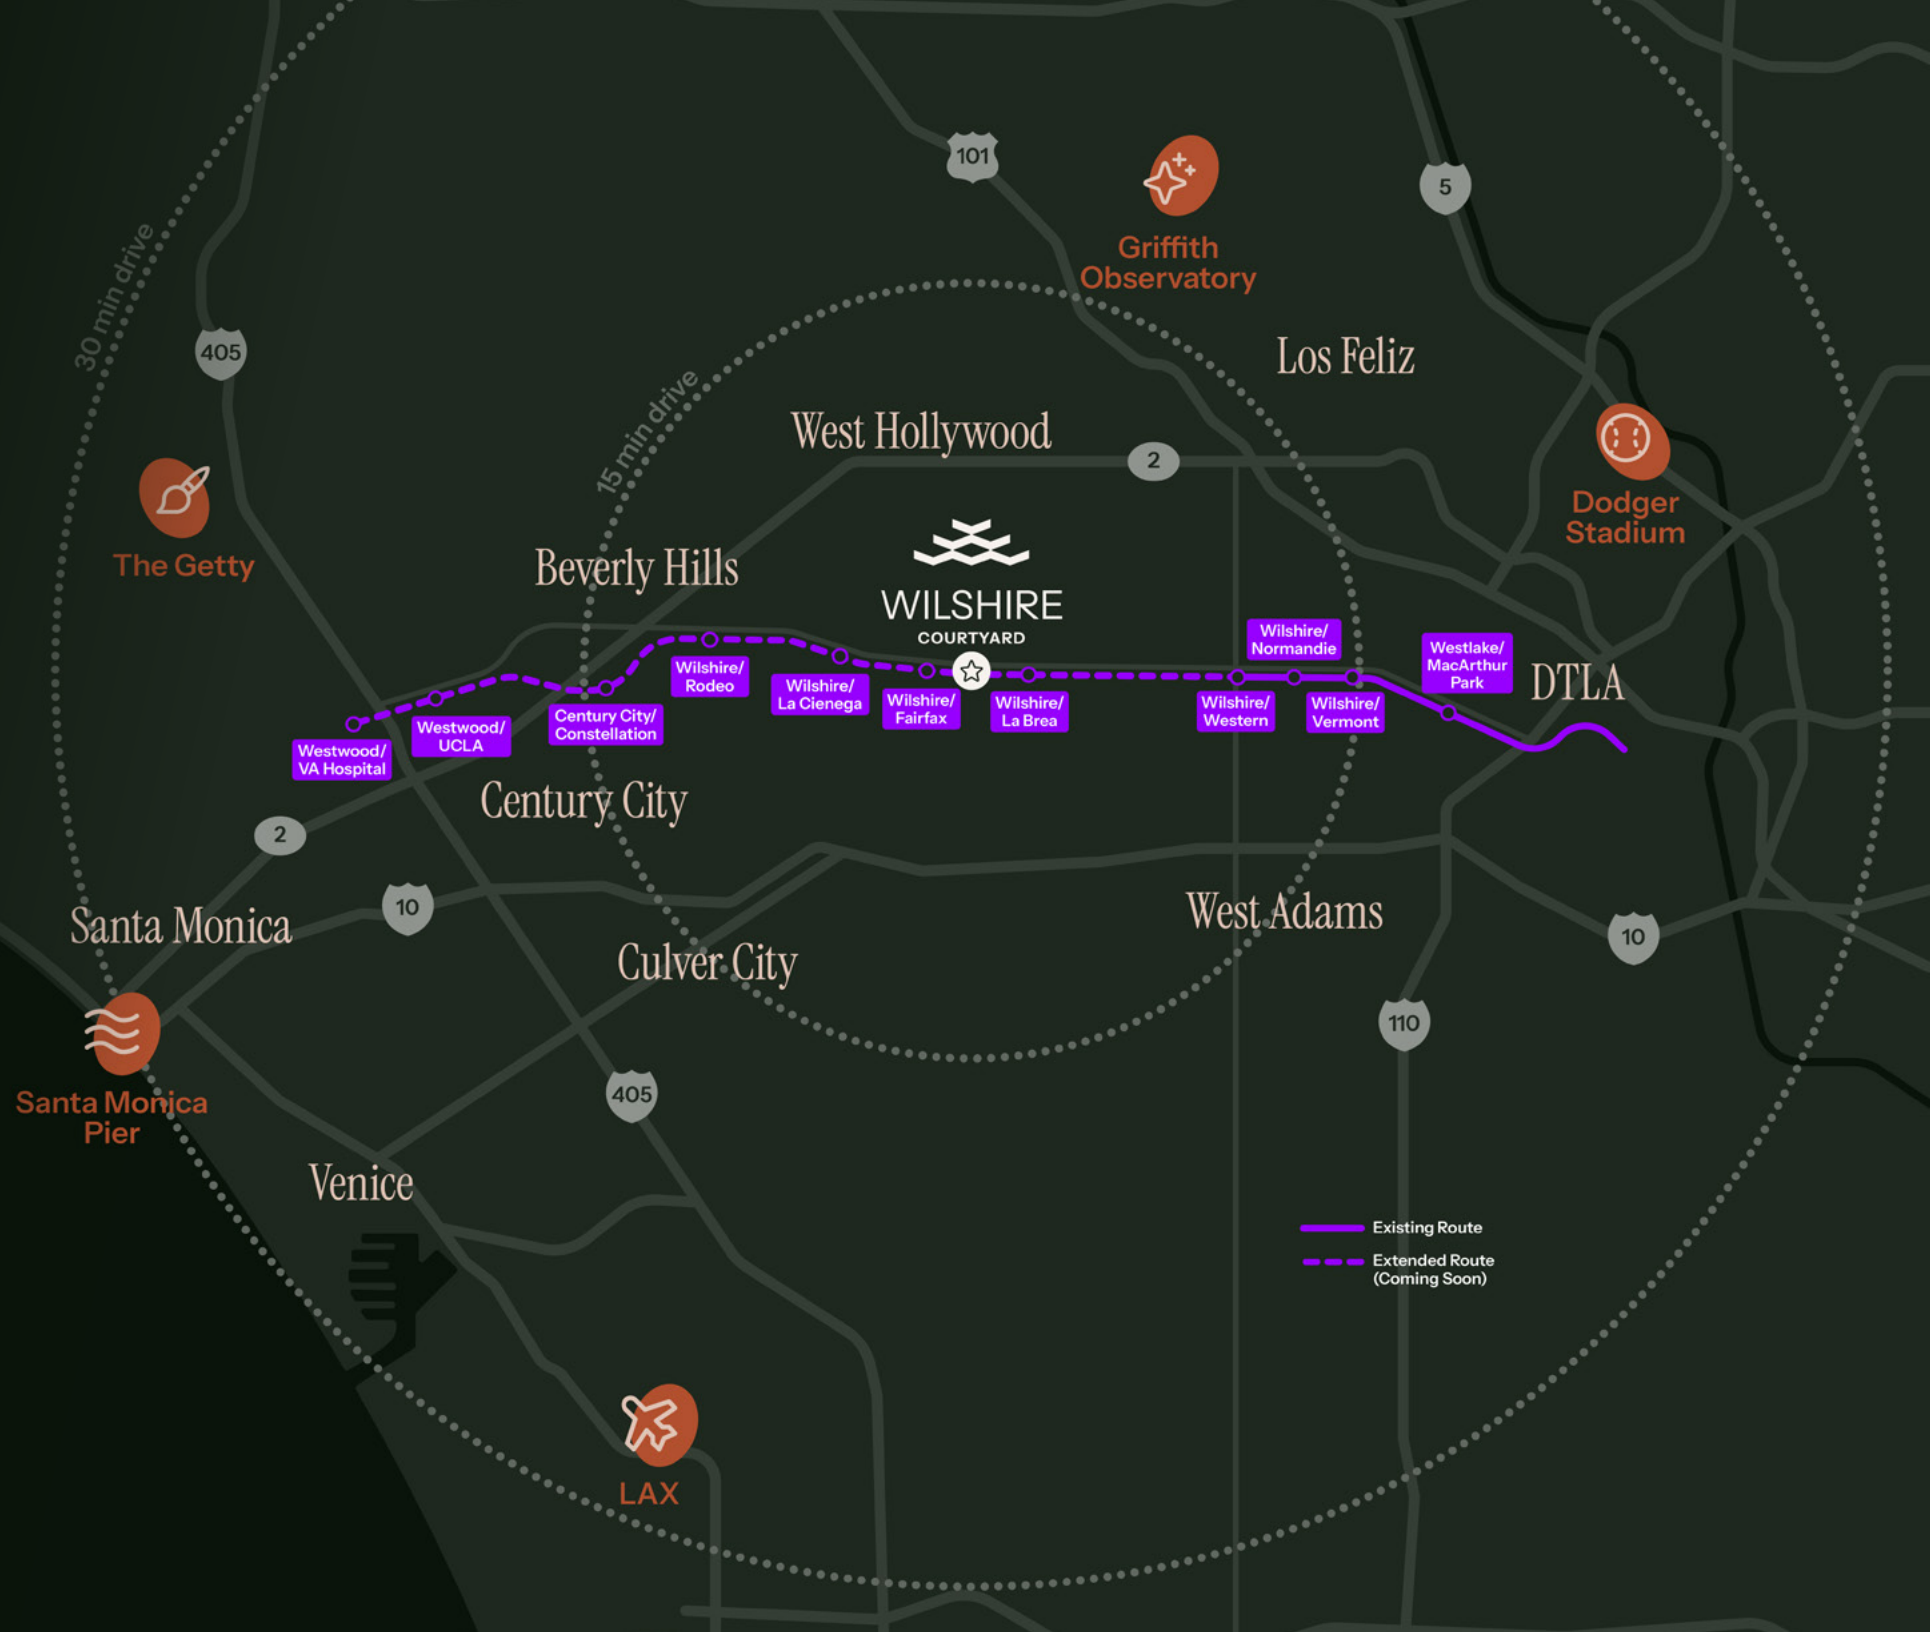 101
5
Griffith
Observatory
30 min drive
405
Los Feliz
15 min drive
West Hollywood
2
Dodger
Stadium
The Getty
Beverly Hills
WILSHIRE
COURTYARD
Wilshire/
Normandie
Westlake/
MacArthur
Park
DTLA
Wilshire/
Rodeo
Wilshire/
La Cienega
Wilshire/
Fairfax
Wilshire/
La Brea
Wilshire/
Western
Wilshire/
Vermont
Century City/
Constellation
Westwood/
UCLA
Westwood/
VA Hospital
Century City
2
10
Santa Monica
West Adams
10
Culver City
110
405
Santa Monica
Pier
Venice
Existing Route
Extended Route
(Coming Soon)
LAX